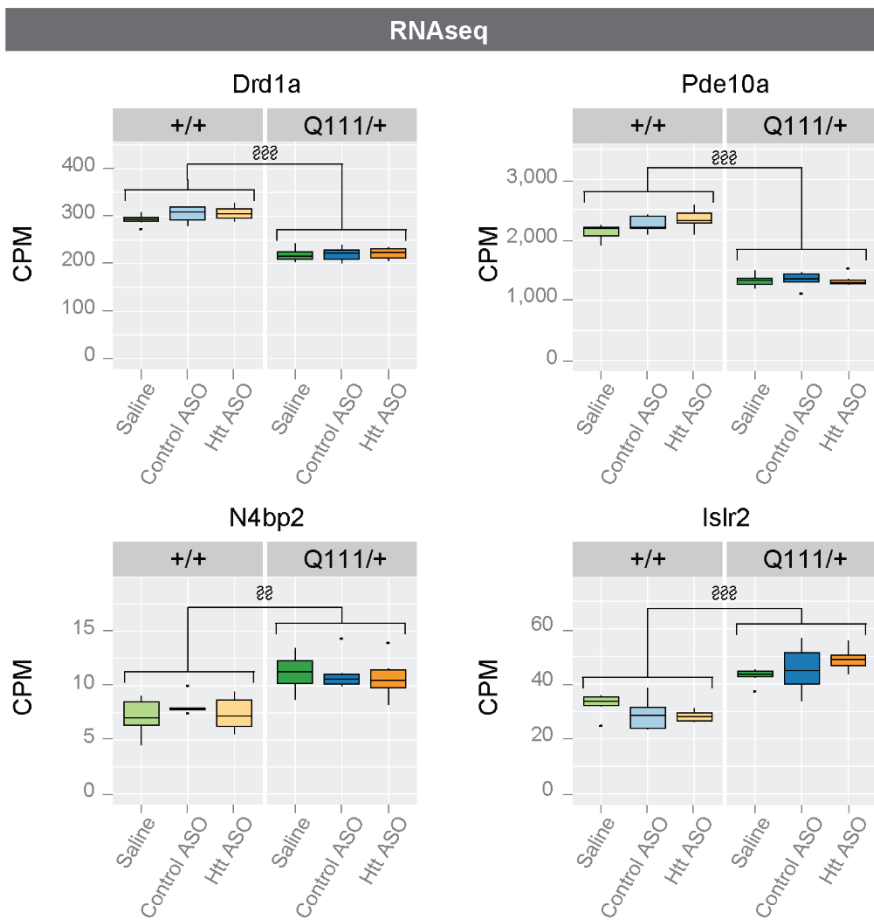 RNAseq
Drd1a
+/+ Q111/+
≀≀≀
CPM
400
300
200
100
0
Saline
Control ASO
Htt ASO
Saline
Control ASO
Htt ASO
Pde10a
+/+ Q111/+
≀≀≀
CPM
3,000
2,000
1,000
0
Saline
Control ASO
Htt ASO
Saline
Control ASO
Htt ASO
N4bp2
+/+ Q111/+
≀≀
CPM
15
10
5
0
Saline
Control ASO
Htt ASO
Saline
Control ASO
Htt ASO
Islr2
+/+ Q111/+
≀≀≀
CPM
60
40
20
0
Saline
Control ASO
Htt ASO
Saline
Control ASO
Htt ASO